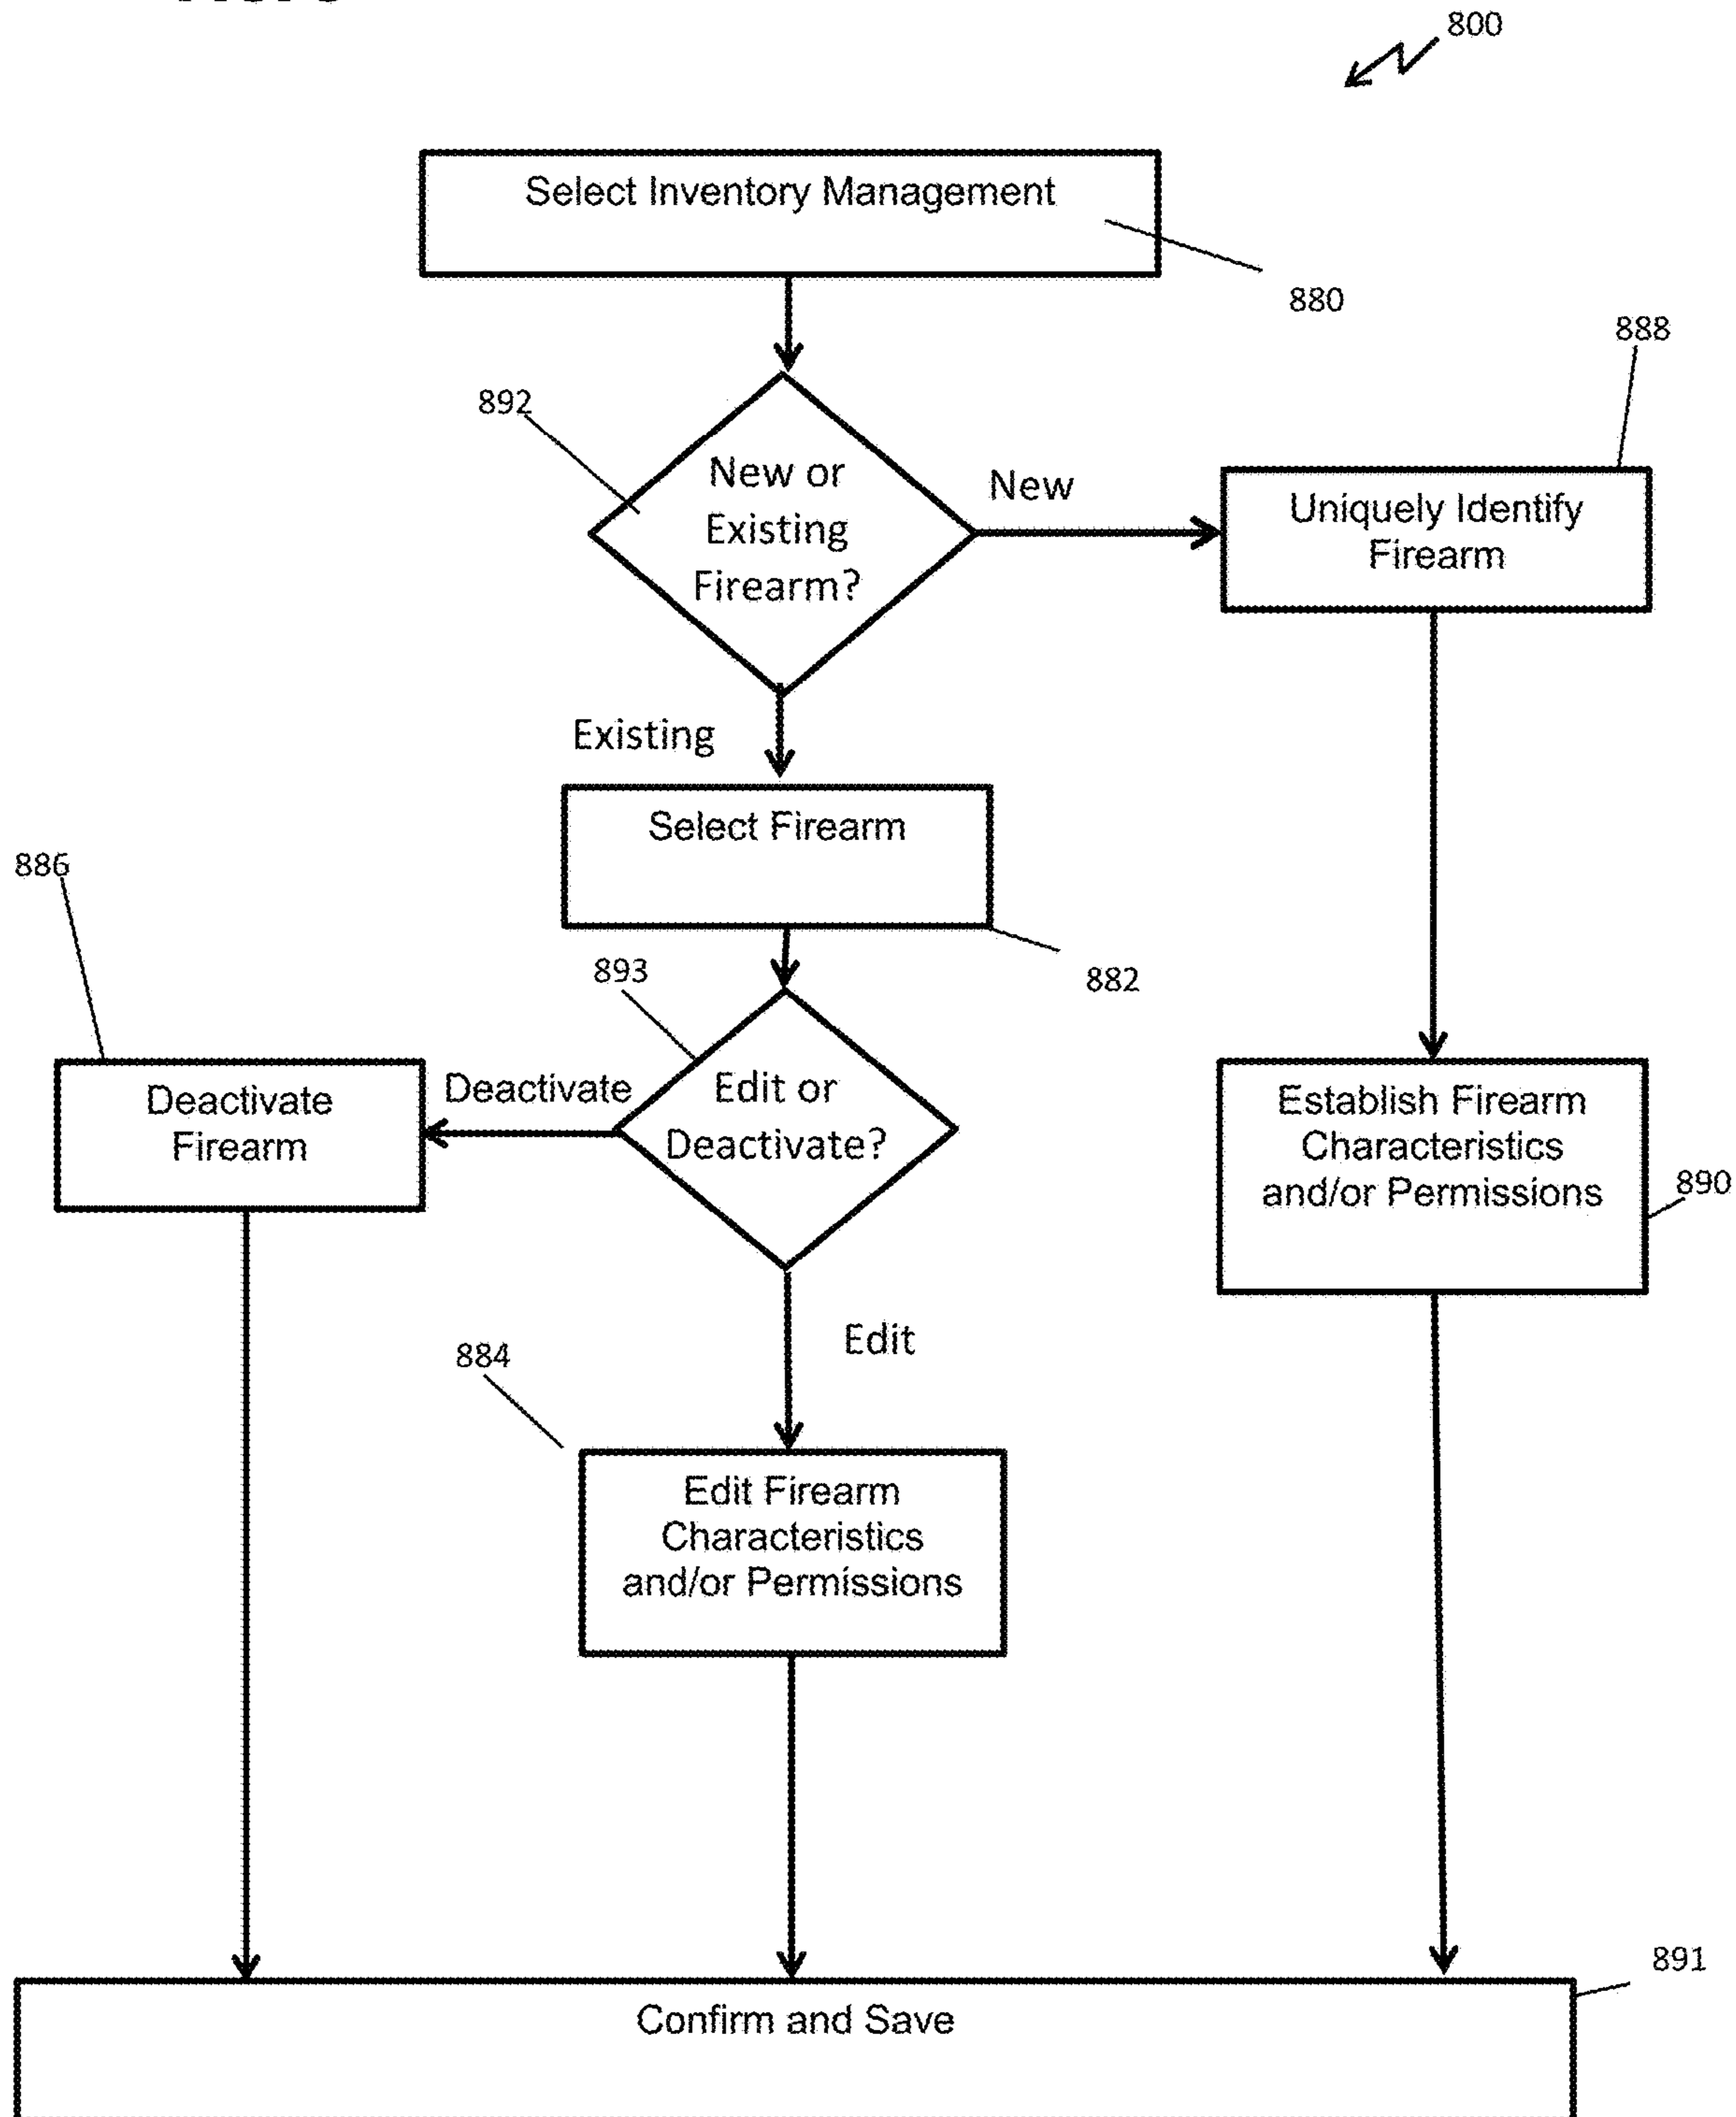 800
Select Inventory Management
880
888
892
New or
Existing
Firearm?
New
Uniquely Identify
Firearm
Existing
Select Firearm
882
886
893
Deactivate
Firearm
Deactivate
Edit or
Deactivate?
Establish Firearm
Characteristics
and/or Permissions
890
Edit
884
Edit Firearm
Characteristics
and/or Permissions
891
Confirm and Save